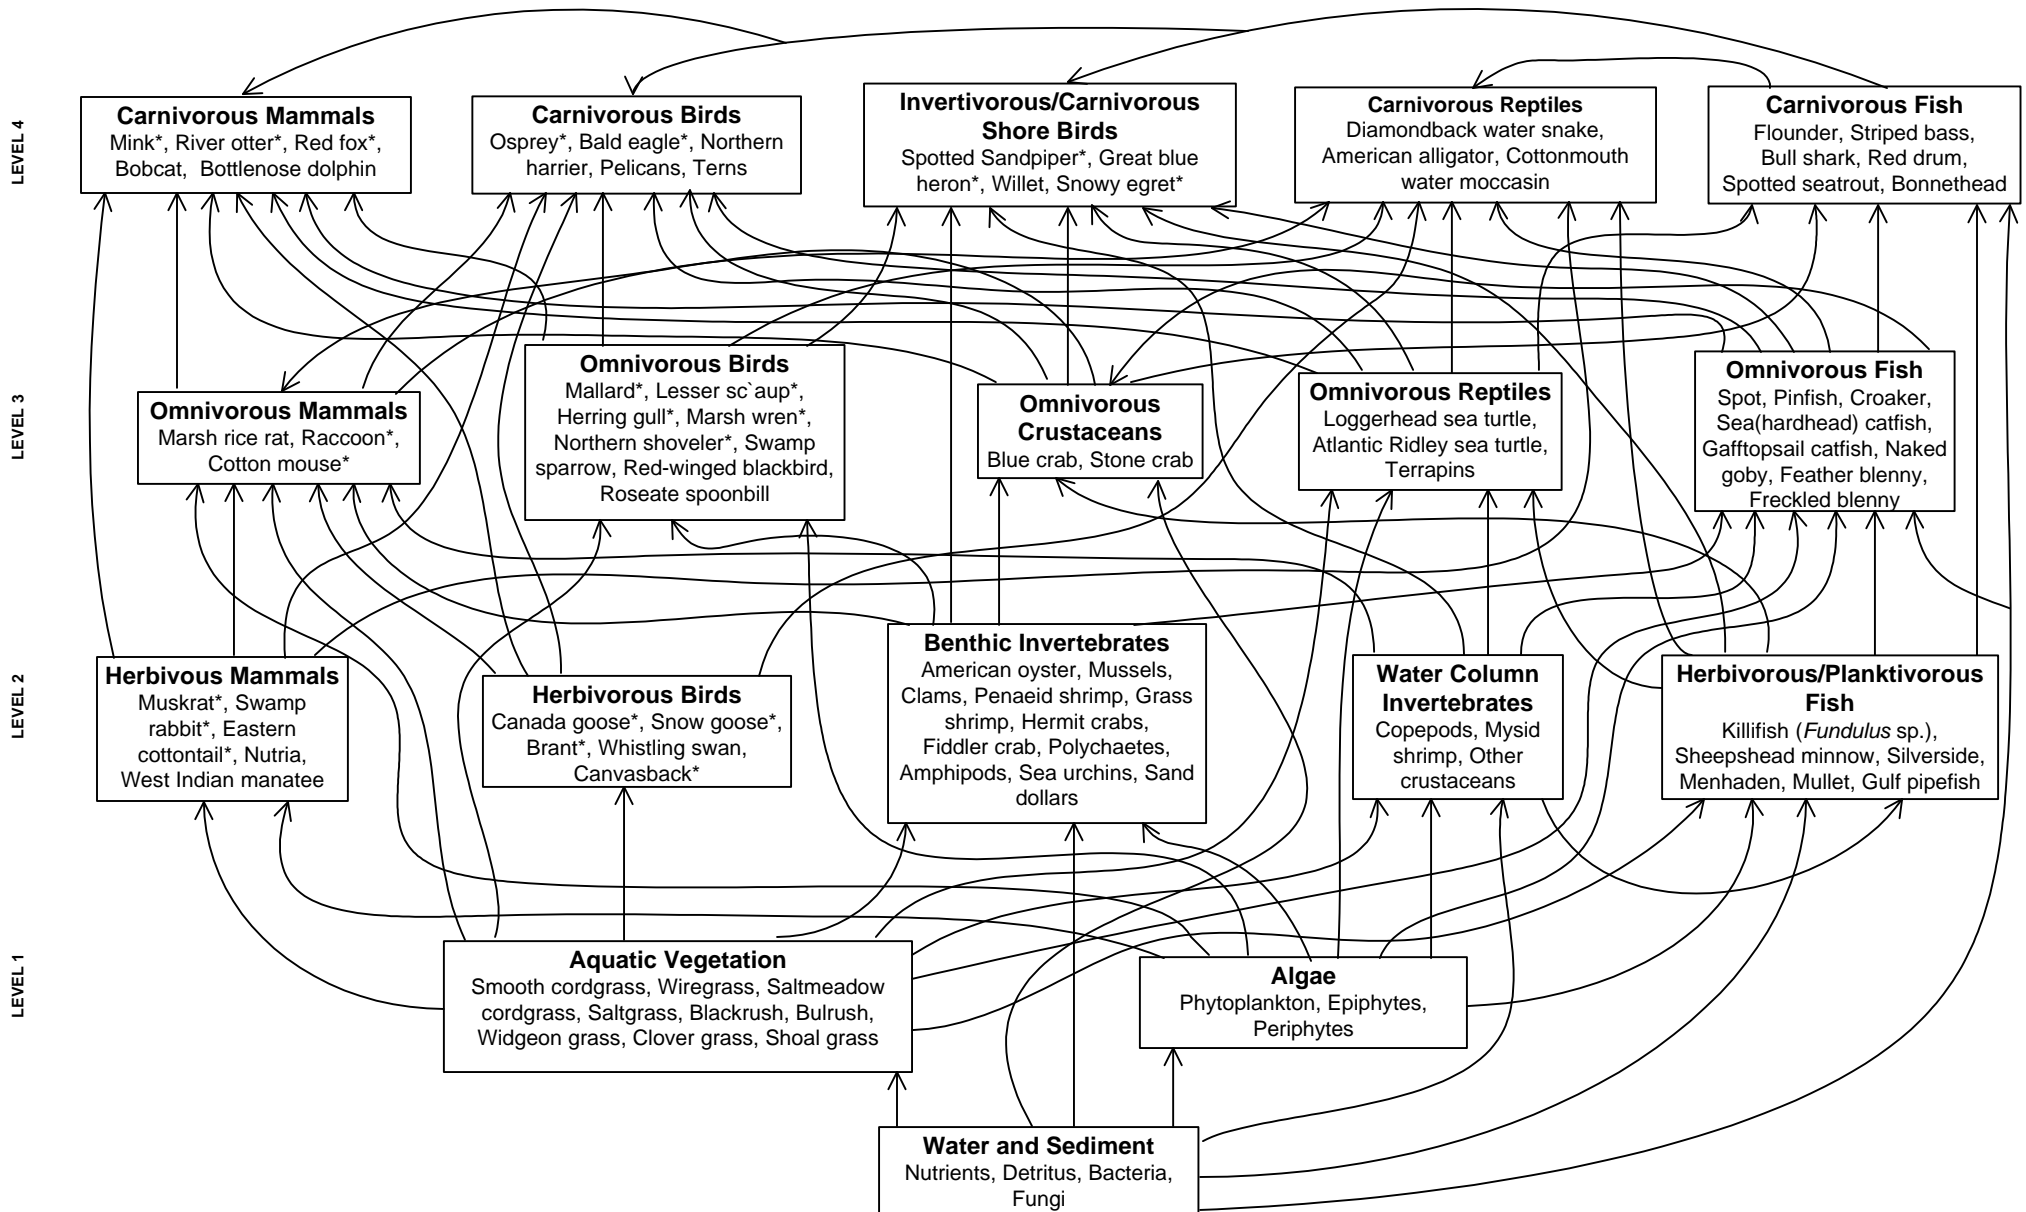 LEVEL 4
Carnivorous Mammals
Mink*, River otter*, Red fox*,
Bobcat, Bottlenose dolphin
Carnivorous Birds
Osprey*, Bald eagle*, Northern
harrier, Pelicans, Terns
Invertivorous/Carnivorous
Shore Birds
Spotted Sandpiper*, Great blue
heron*, Willet, Snowy egret*
Carnivorous Reptiles
Diamondback water snake,
American alligator, Cottonmouth
water moccasin
Carnivorous Fish
Flounder, Striped bass,
Bull shark, Red drum,
Spotted seatrout, Bonnethead
LEVEL 3
Omnivorous Mammals
Marsh rice rat, Raccoon*,
Cotton mouse*
Omnivorous Birds
Mallard*, Lesser sc`aup*,
Herring gull*, Marsh wren*,
Northern shoveler*, Swamp
sparrow, Red-winged blackbird,
Roseate spoonbill
Omnivorous
Crustaceans
Blue crab, Stone crab
Omnivorous Reptiles
Loggerhead sea turtle,
Atlantic Ridley sea turtle,
Terrapins
Omnivorous Fish
Spot, Pinfish, Croaker,
Sea(hardhead) catfish,
Gafftopsail catfish, Naked
goby, Feather blenny,
Freckled blenny
LEVEL 2
Herbivous Mammals
Muskrat*, Swamp
rabbit*, Eastern
cottontail*, Nutria,
West Indian manatee
Herbivorous Birds
Canada goose*, Snow goose*,
Brant*, Whistling swan,
Canvasback*
Benthic Invertebrates
American oyster, Mussels,
Clams, Penaeid shrimp, Grass
shrimp, Hermit crabs,
Fiddler crab, Polychaetes,
Amphipods, Sea urchins, Sand
dollars
Water Column
Invertebrates
Copepods, Mysid
shrimp, Other
crustaceans
Herbivorous/Planktivorous
Fish
Killifish (Fundulus sp.),
Sheepshead minnow, Silverside,
Menhaden, Mullet, Gulf pipefish
LEVEL 1
Aquatic Vegetation
Smooth cordgrass, Wiregrass, Saltmeadow
cordgrass, Saltgrass, Blackrush, Bulrush,
Widgeon grass, Clover grass, Shoal grass
Algae
Phytoplankton, Epiphytes,
Periphytes
Water and Sediment
Nutrients, Detritus, Bacteria,
Fungi